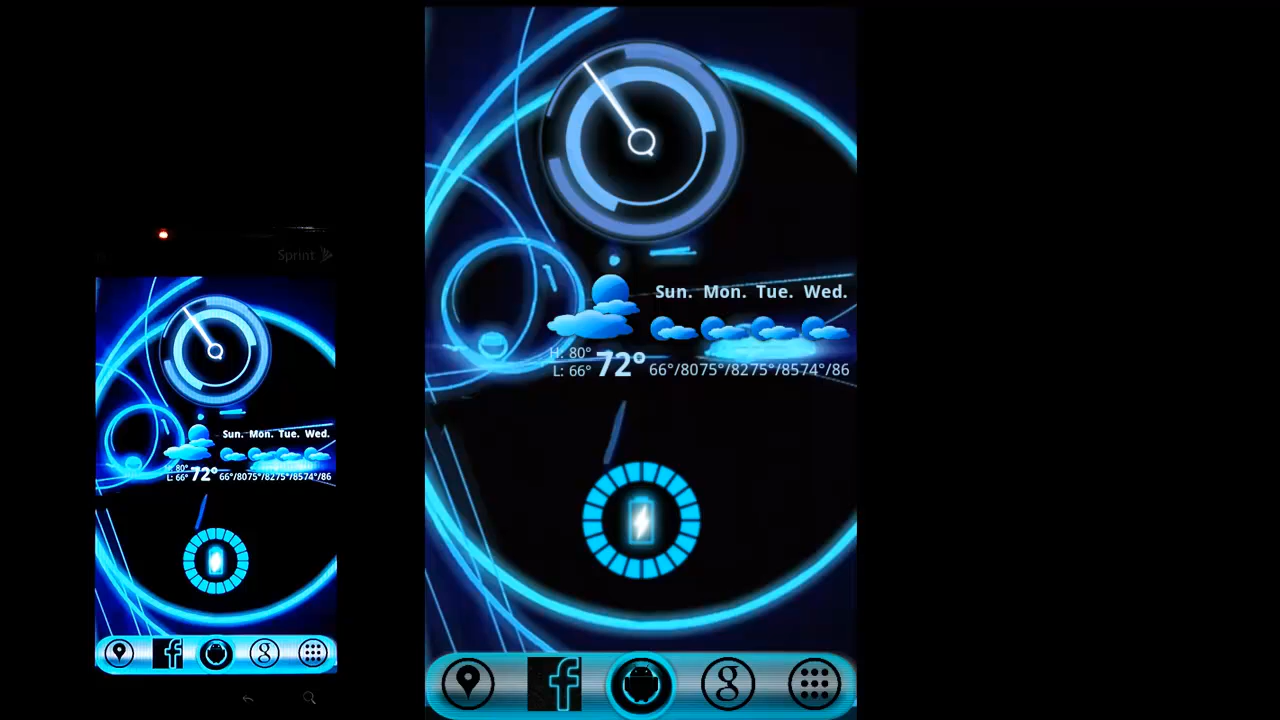 Sprint
Sun. Mon. Tue. Wed.
H: 80°
L: 66°
72°
66°/8075°/8275°/8574°/86
f
g
Sun. Mon. Tue. Wed.
H: 80°
L: 66°
72°
66°/8075°/8275°/8574°/86
f
g